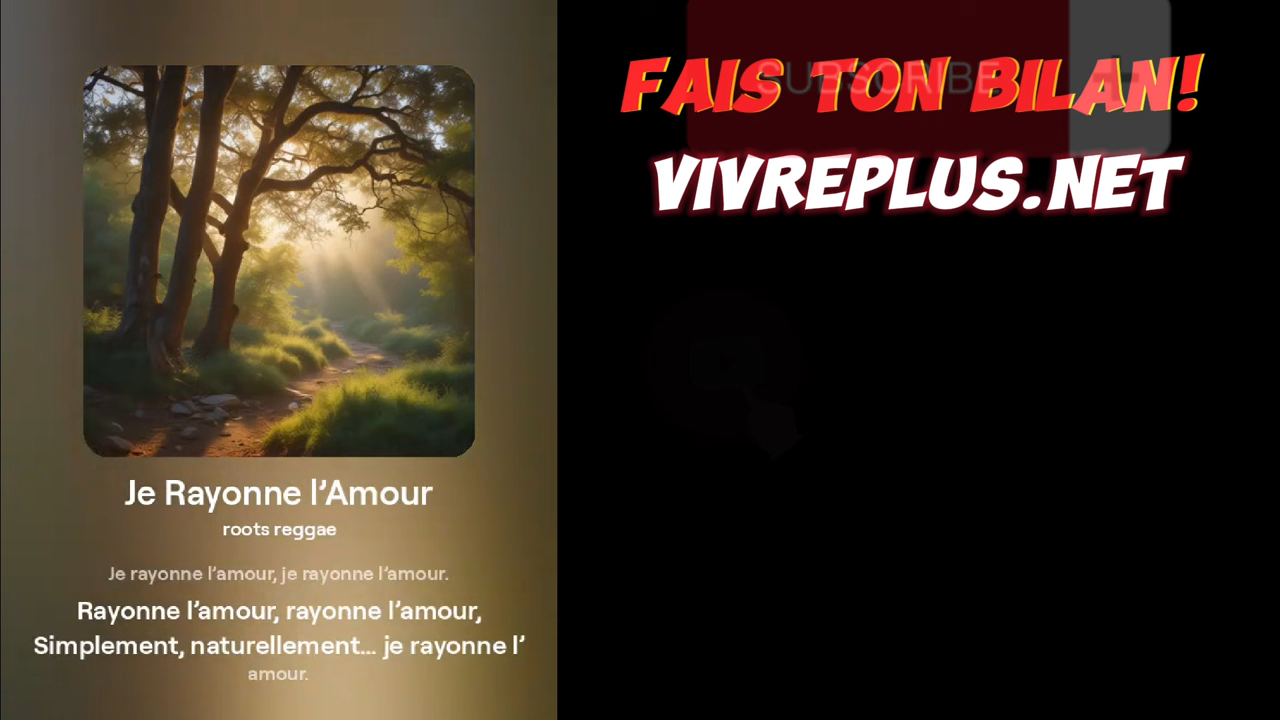 FAIS TON BILAN!
SUBSCRIBE
VIVREPLUS.NET
Je Rayonne l’Amour
roots reggae
Je rayonne l’amour, je rayonne l’amour.
Rayonne l’amour, rayonne l’amour,
Simplement, naturellement... je rayonne l’
amour.